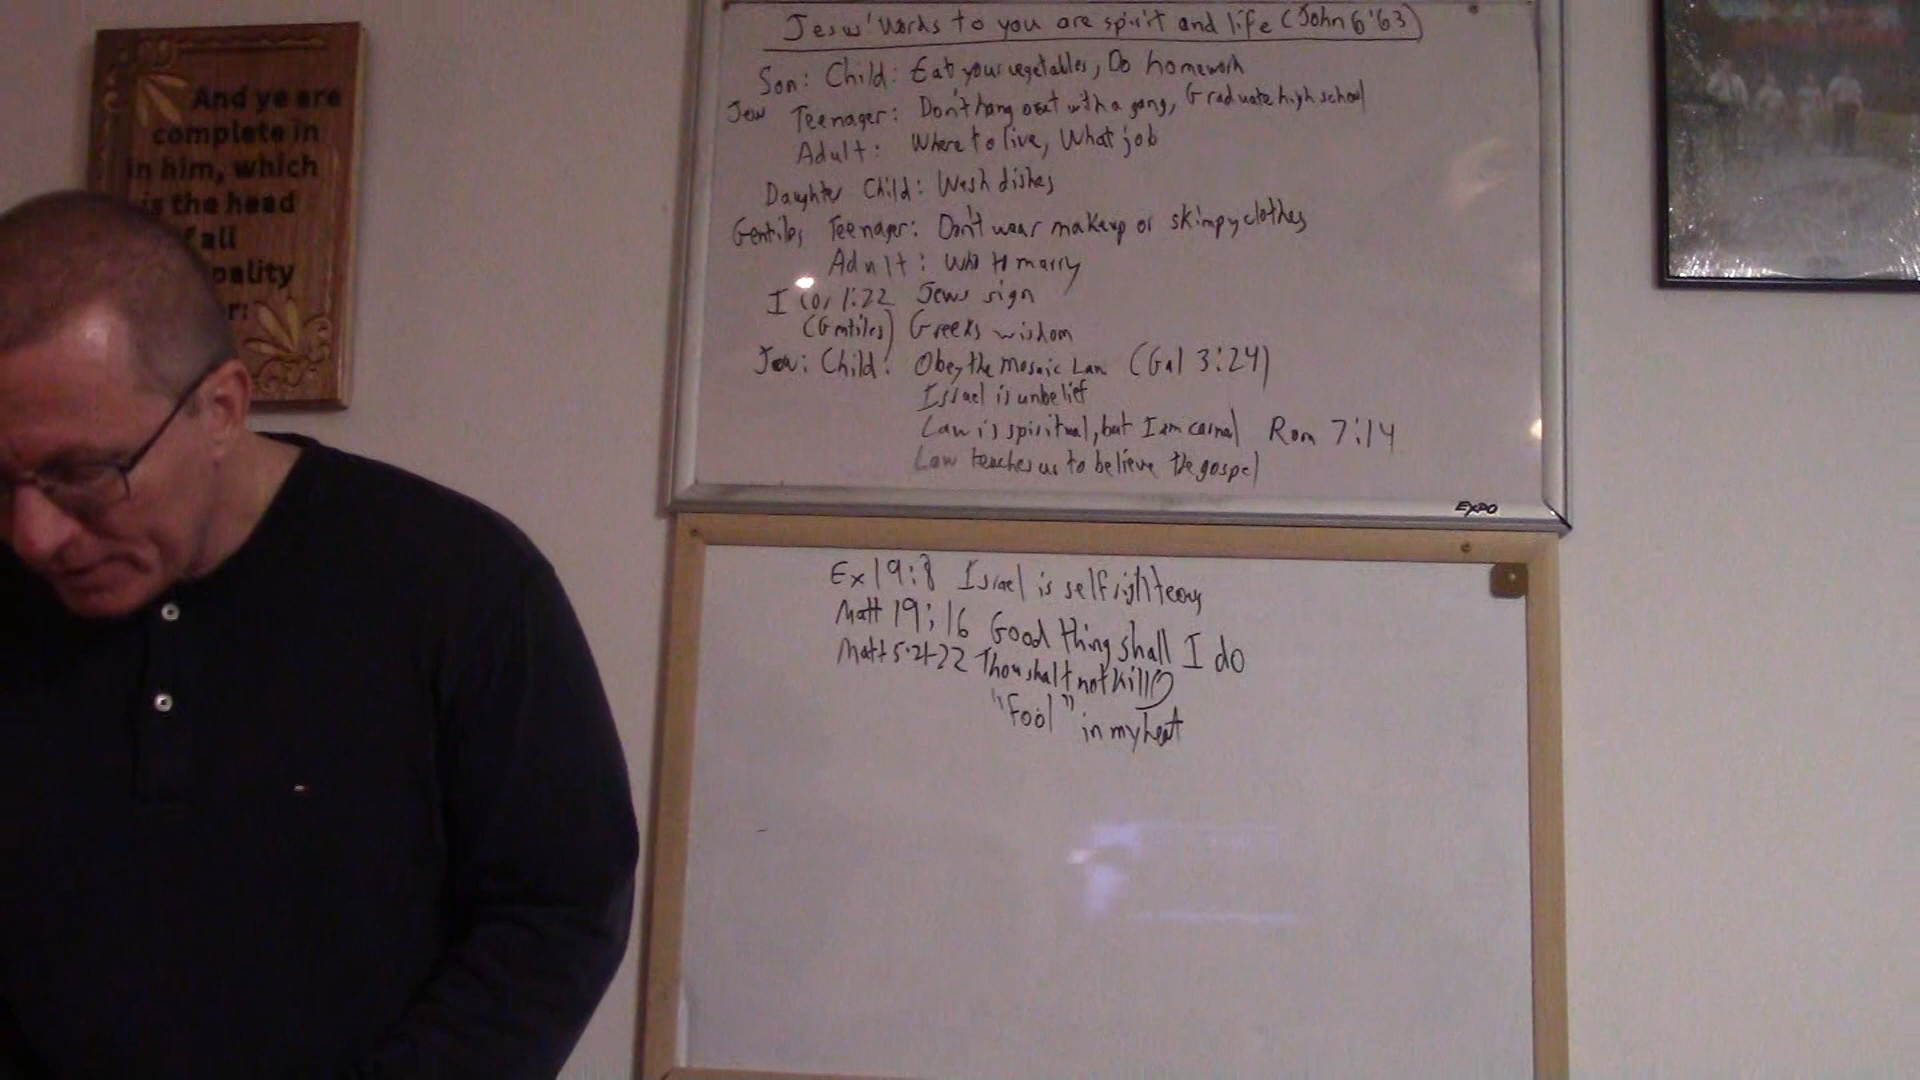 And ye are
complete in
in him, which
is the head
f all
pality
r:
Jesus' words to you are spirit and life (John 6:63)
Son: Child: Eat your vegetables, Do homework
Jew Teenager: Don't hang out with a gang, Graduate high school
Adult: Where to live, What job
Daughter Child: Wash dishes
Gentiles Teenager: Don't wear makeup or skimpy clothes
Adult: Who to marry
I Cor 1:22 Jews sign
(Gentiles) Greeks wisdom
Jew: Child: Obey the Mosaic Law (Gal 3:24)
Israel is unbelief
Law is spiritual, but I am carnal Rom 7:14
Law teaches us to believe the gospel
EXPO
Ex 19:8 Israel is self righteous
Matt 19:16 Good thing shall I do
Matt 5:21-22 Thou shalt not kill
"Fool" in my heart